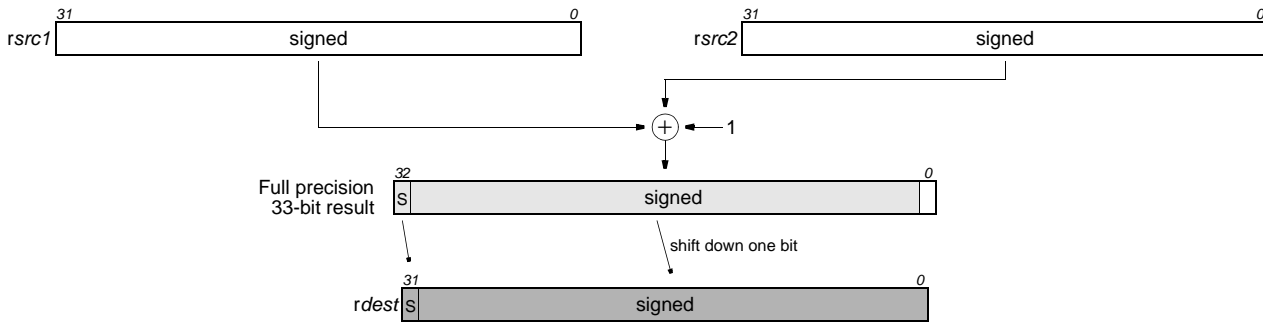 31 0 31 0
rsrc1 signed rsrc2 signed
1
32 0
Full precision
33-bit result
S signed
shift down one bit
31 0
rdest S signed